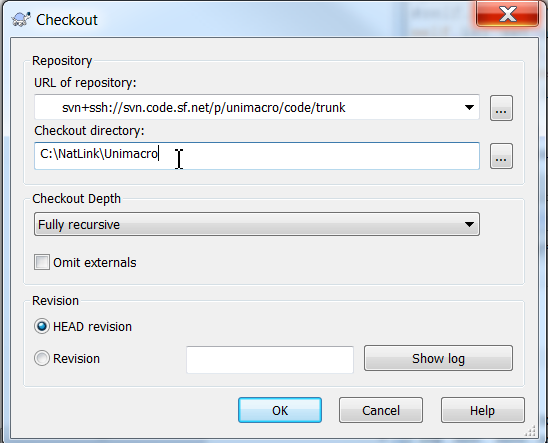 Checkout
Repository
URL of repository:
svn+ssh://svn.code.sf.net/p/unimacro/code/trunk
...
Checkout directory:
C:\NatLink\Unimacro
...
Checkout Depth
Fully recursive
Omit externals
Revision
HEAD revision
Revision
Show log
OK
Cancel
Help